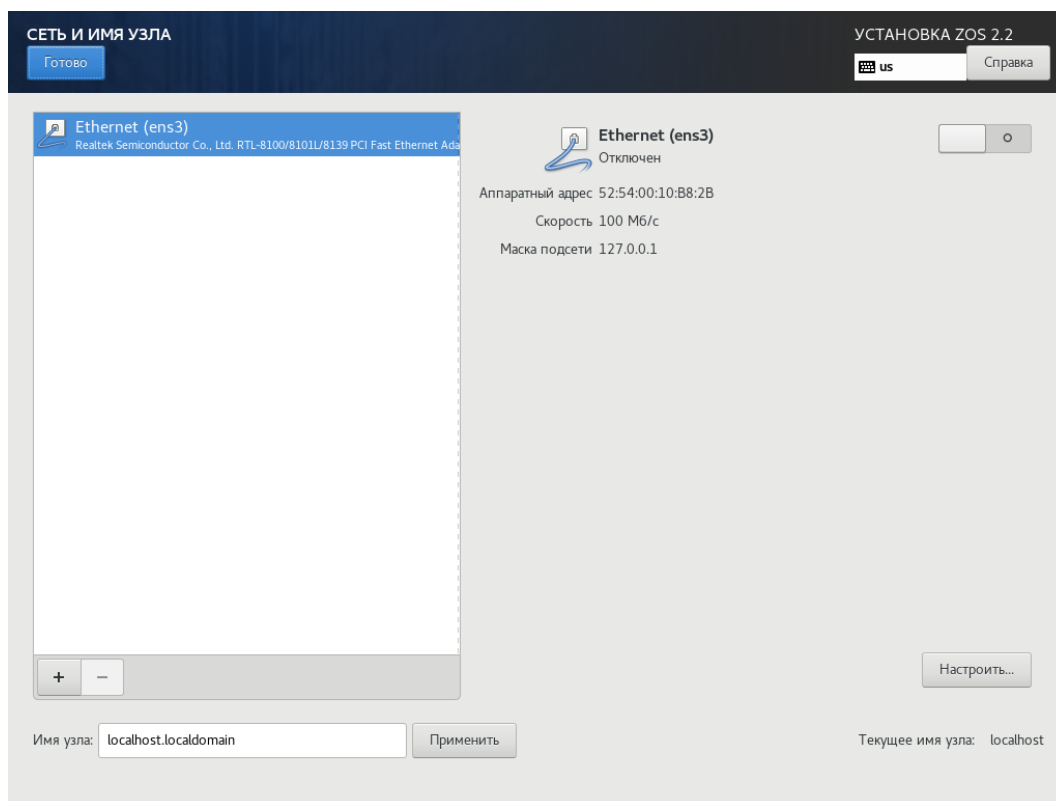 СЕТЬ И ИМЯ УЗЛА
УСТАНОВКА ZOS 2.2
Готово
us
Справка
Ethernet (ens3)
Realtek Semiconductor Co., Ltd. RTL-8100/8101L/8139 PCI Fast Ethernet Ada
Ethernet (ens3)
Отключен
Аппаратный адрес 52:54:00:10:B8:2B
Скорость 100 Мб/с
Маска подсети 127.0.0.1
+ −
Настроить...
Имя узла: localhost.localdomain Применить
Текущее имя узла: localhost